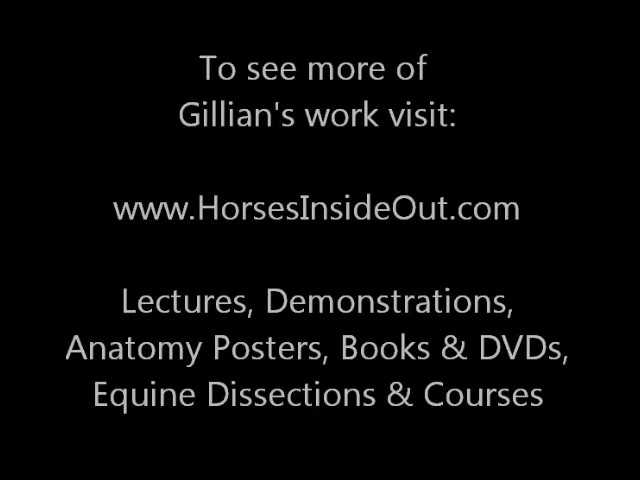 To see more of
Gillian's work visit:
www.HorsesInsideOut.com
Lectures, Demonstrations,
Anatomy Posters, Books & DVDs,
Equine Dissections & Courses